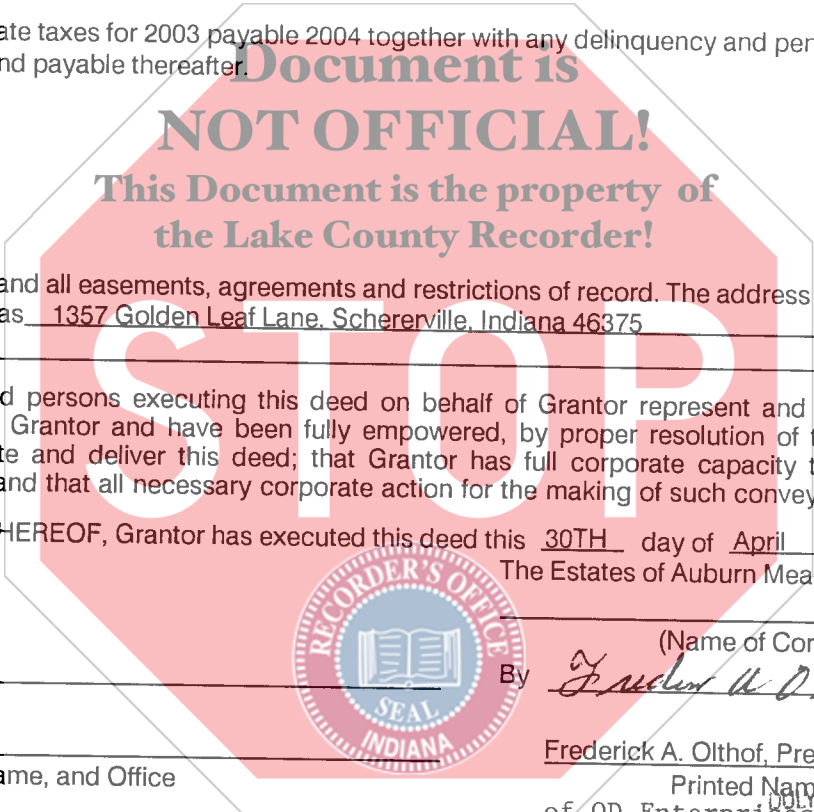 ate taxes for 2003 payable 2004 together with any delinquency and pen
nd payable thereafter.
Document is
NOT OFFICIAL!
This Document is the property of
the Lake County Recorder!
and all easements, agreements and restrictions of record. The address
as 1357 Golden Leaf Lane, Schererville, Indiana 46375
STOP
d persons executing this deed on behalf of Grantor represent and
Grantor and have been fully empowered, by proper resolution of t
te and deliver this deed; that Grantor has full corporate capacity t
and that all necessary corporate action for the making of such convey
HEREOF, Grantor has executed this deed this 30TH day of April
The Estates of Auburn Mea
RECORDER'S OFFICE
SEAL
INDIANA
(Name of Cor
By
Frederick A. Olthof, Pre
ame, and Office
Printed Nam
of OD Enterprises